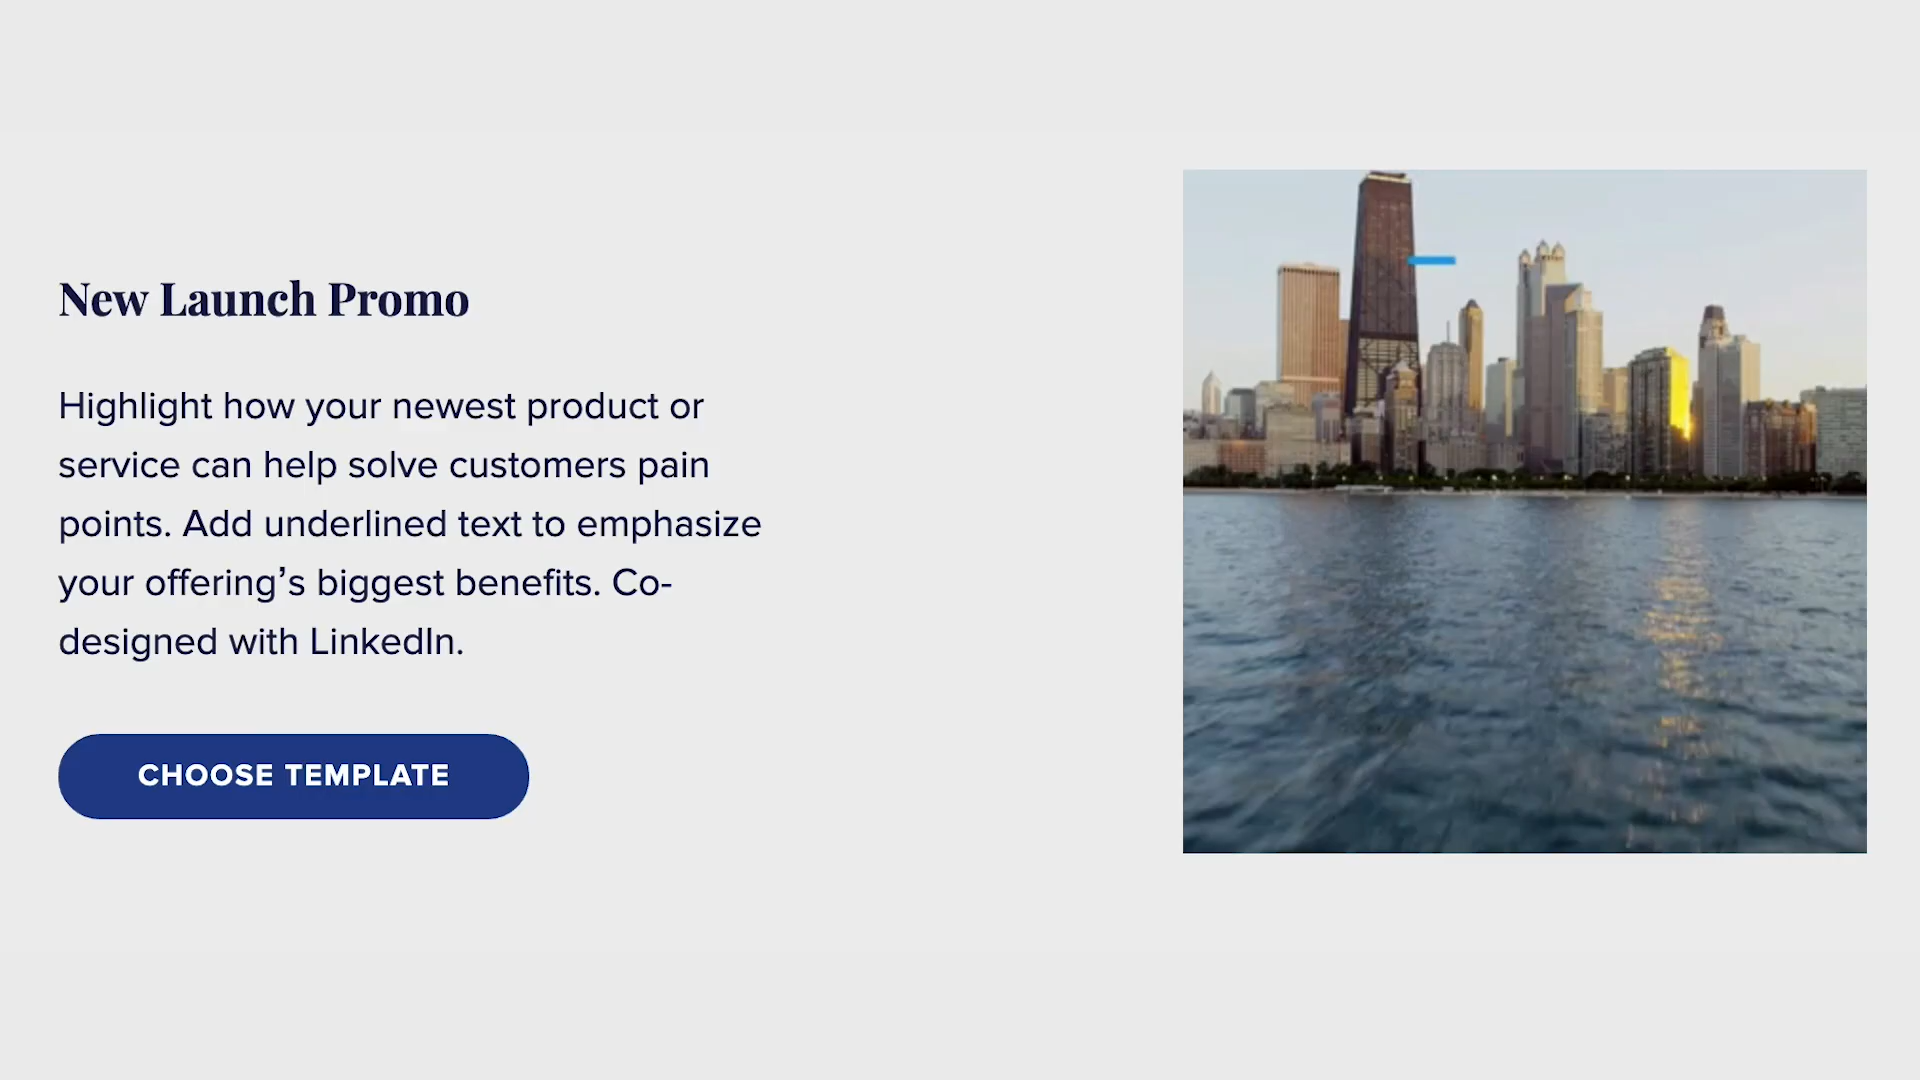 New Launch Promo
Highlight how your newest product or
service can help solve customers pain
points. Add underlined text to emphasize
your offering’s biggest benefits. Co-
designed with LinkedIn.
CHOOSE TEMPLATE